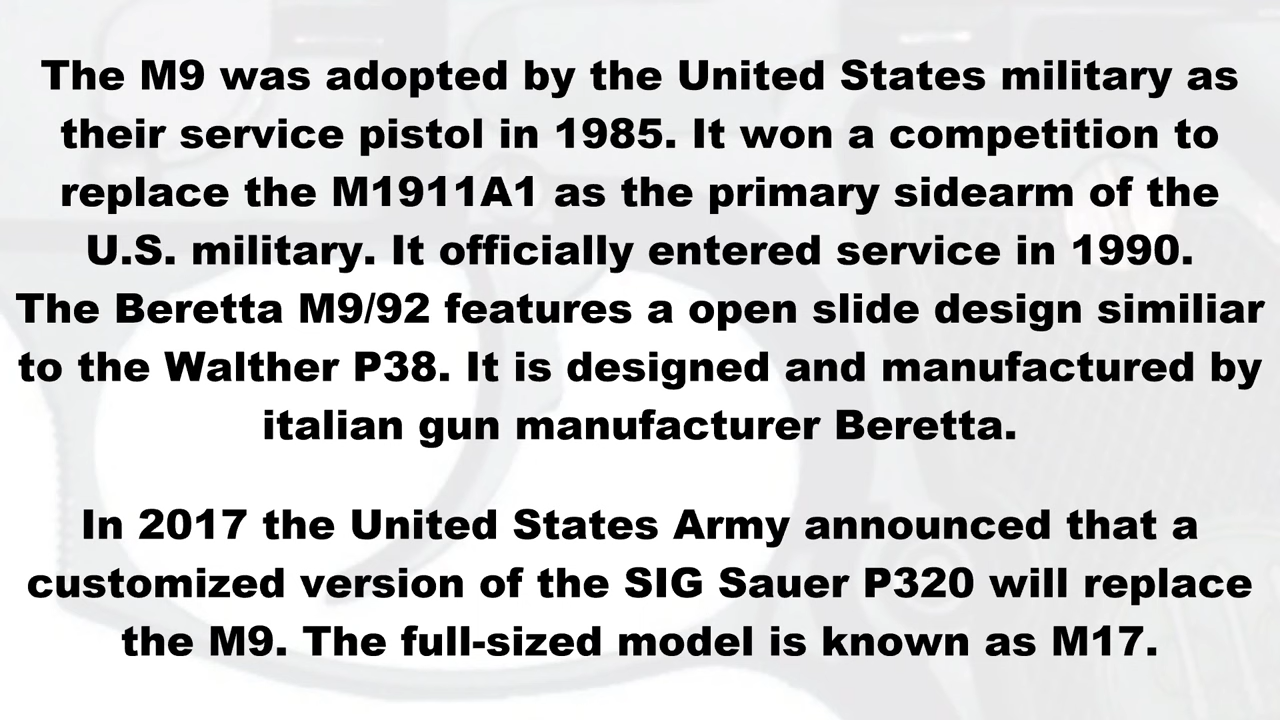 The M9 was adopted by the United States military as
their service pistol in 1985. It won a competition to
replace the M1911A1 as the primary sidearm of the
U.S. military. It officially entered service in 1990.
The Beretta M9/92 features a open slide design similiar
to the Walther P38. It is designed and manufactured by
italian gun manufacturer Beretta.
In 2017 the United States Army announced that a
customized version of the SIG Sauer P320 will replace
the M9. The full-sized model is known as M17.